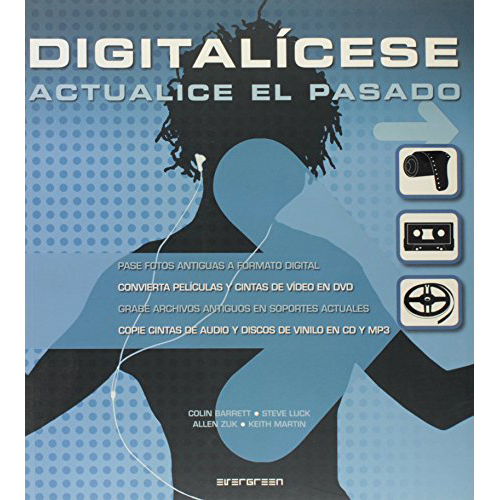 DIGITALÍCESE
ACTUALICE EL PASADO
PASE FOTOS ANTIGUAS A FORMATO DIGITAL
CONVIERTA PELÍCULAS Y CINTAS DE VÍDEO EN DVD
GRABE ARCHIVOS ANTIGUOS EN SOPORTES ACTUALES
COPIE CINTAS DE AUDIO Y DISCOS DE VINILO EN CD Y MP3
COLIN BARRETT • STEVE LUCK
ALLEN ZUK • KEITH MARTIN
EVERGREEN